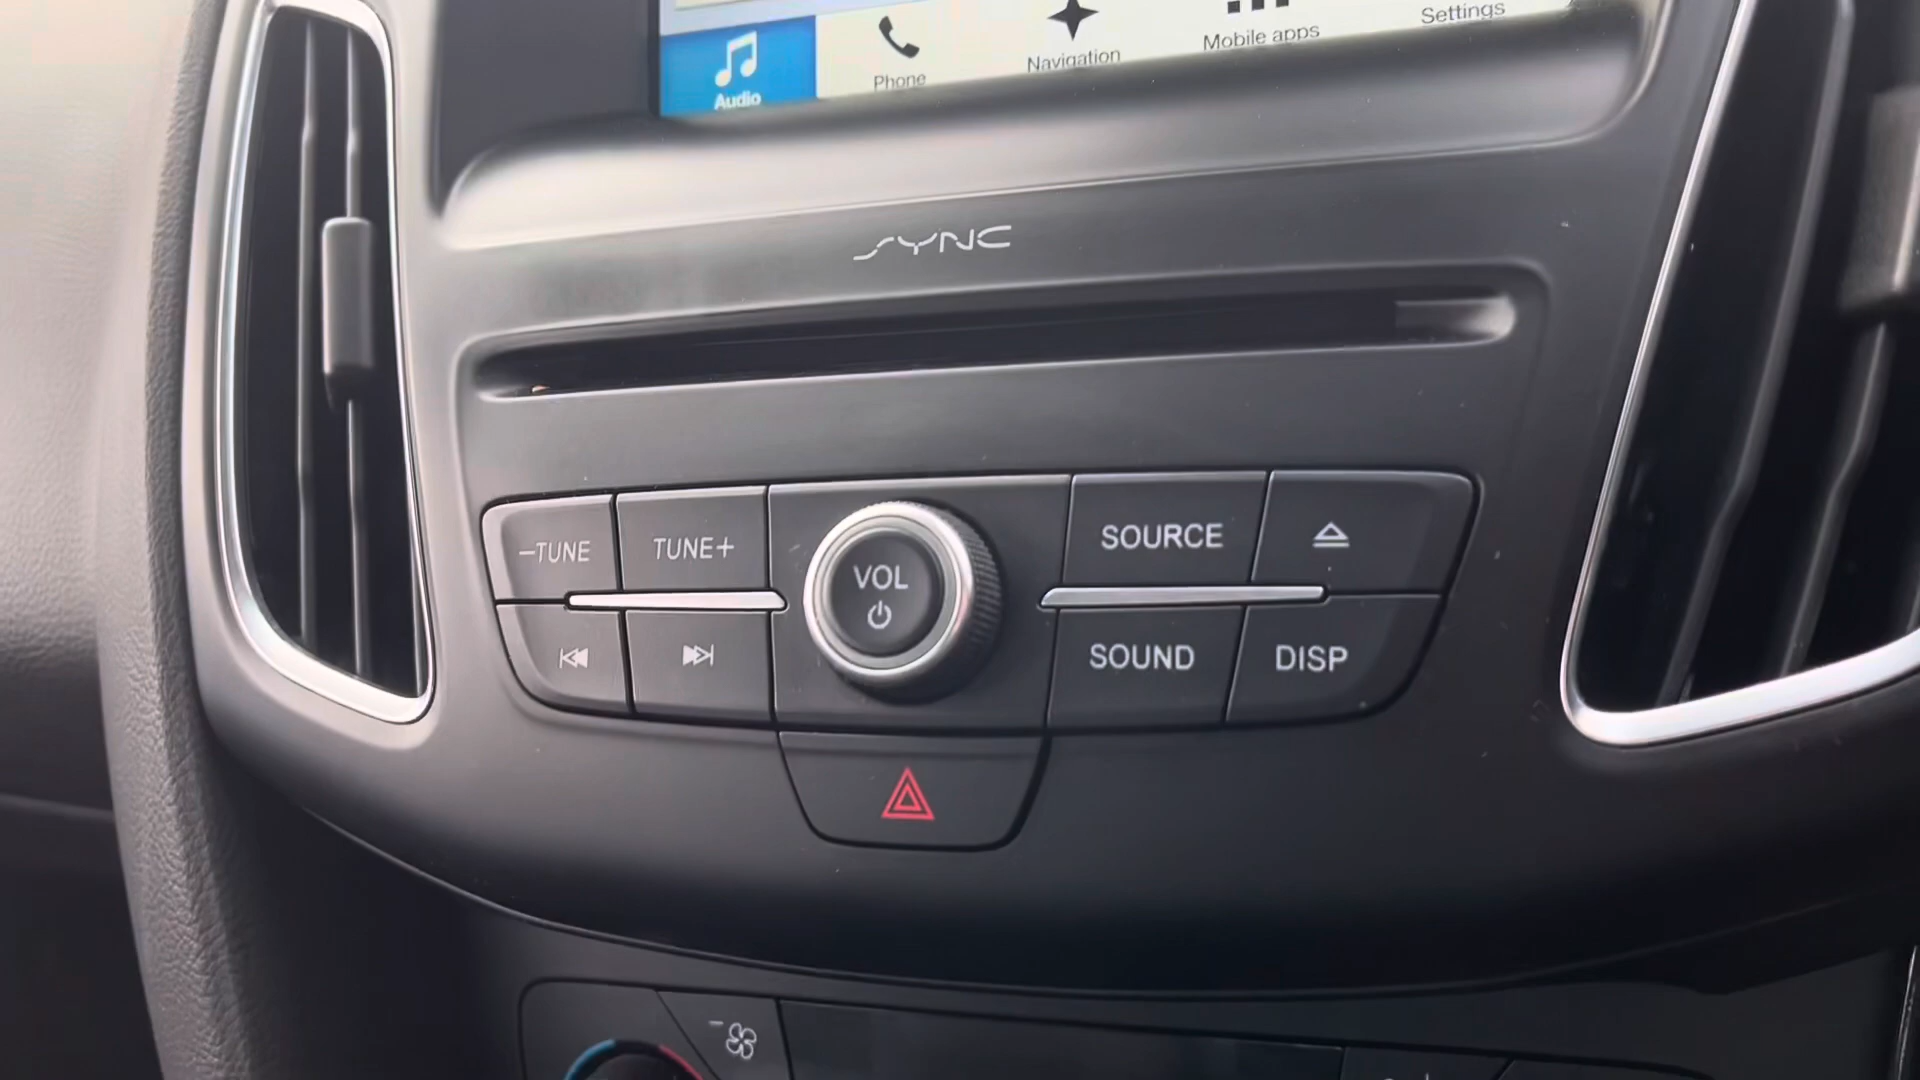 Audio
Phone
Navigation
Mobile apps
Settings
SYNC
–TUNE
TUNE+
VOL
SOURCE
SOUND
DISP